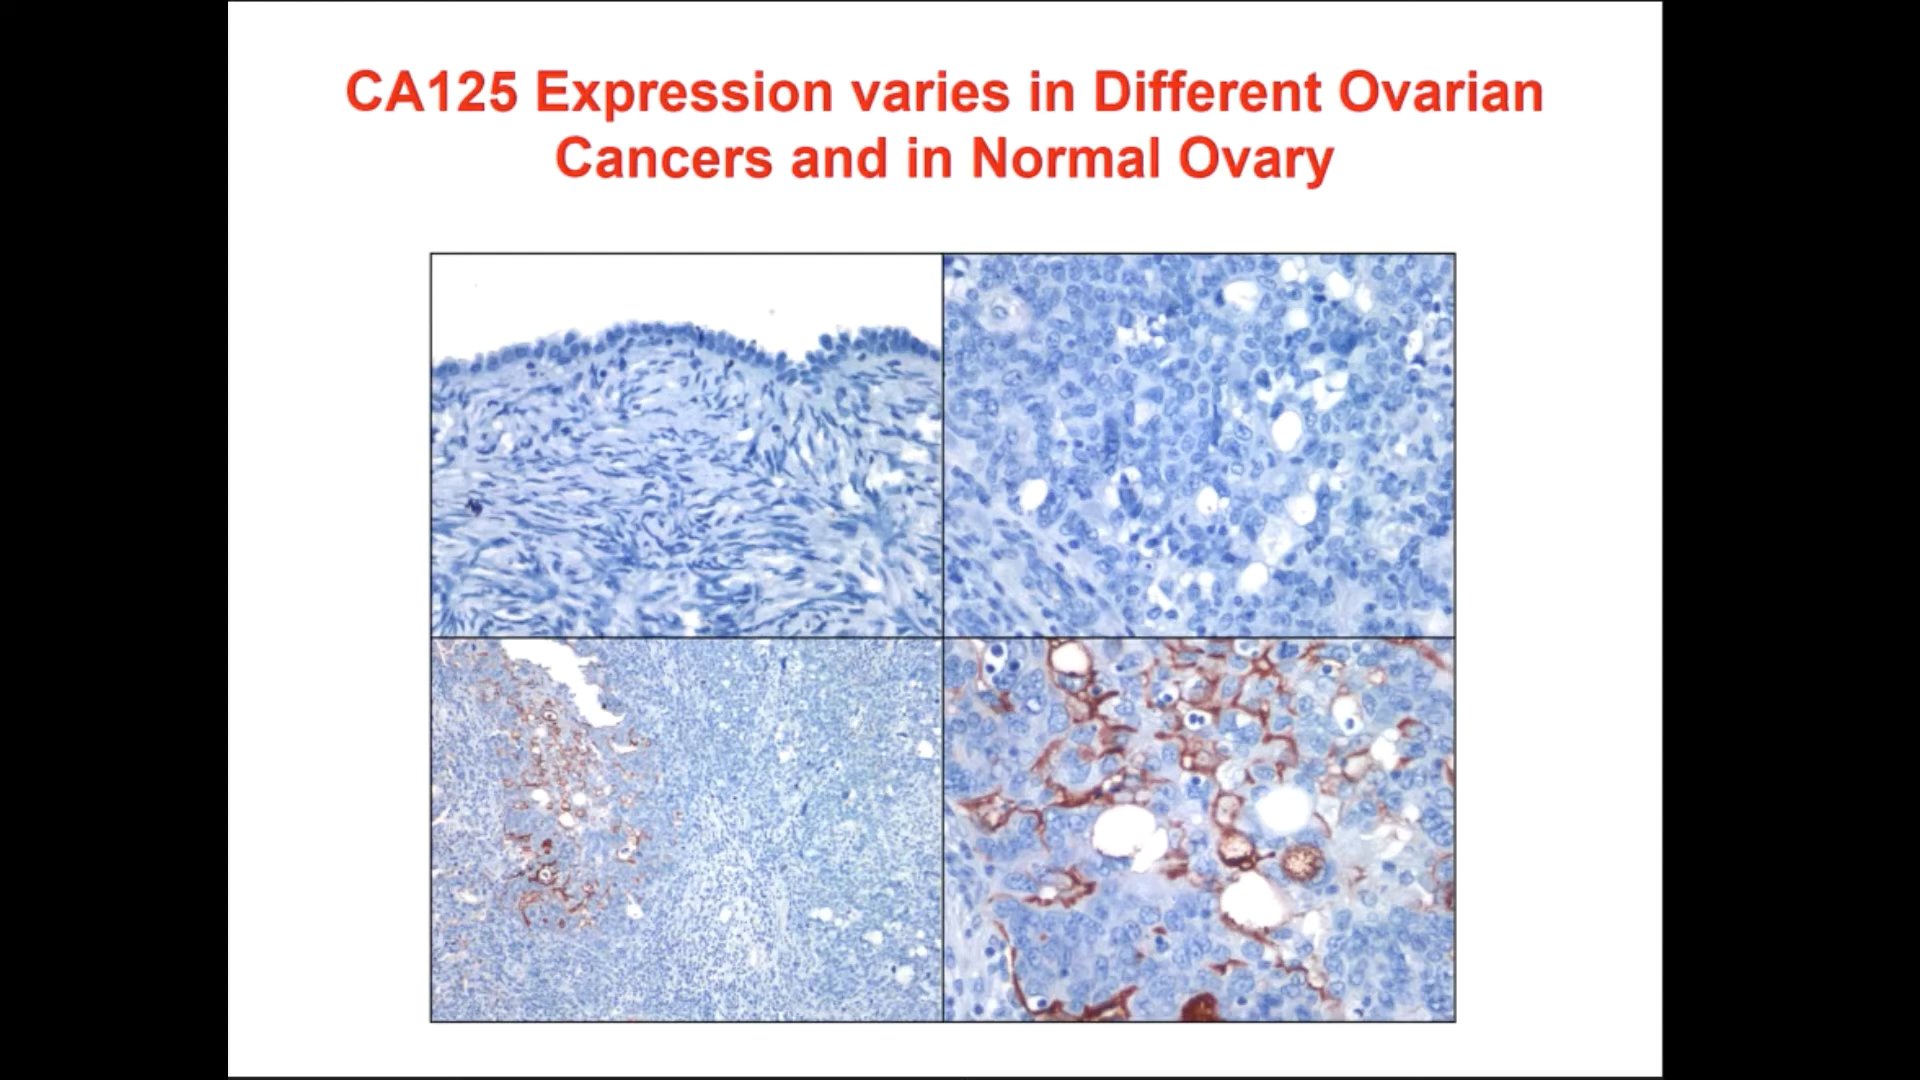 CA125 Expression varies in Different Ovarian
Cancers and in Normal Ovary